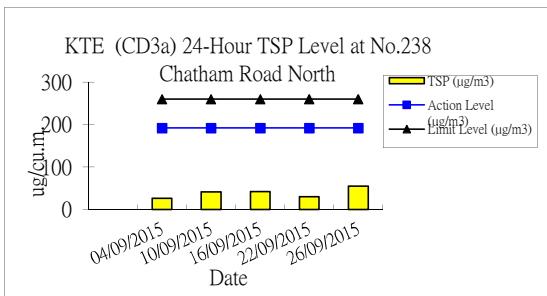 KTE (CD3a) 24-Hour TSP Level at No.238
Chatham Road North
300
200
100
0
ug/cu.m
04/09/2015
10/09/2015
16/09/2015
22/09/2015
26/09/2015
Date
TSP (µg/m3)
Action Level
(µg/m3)
Limit Level (µg/m3)